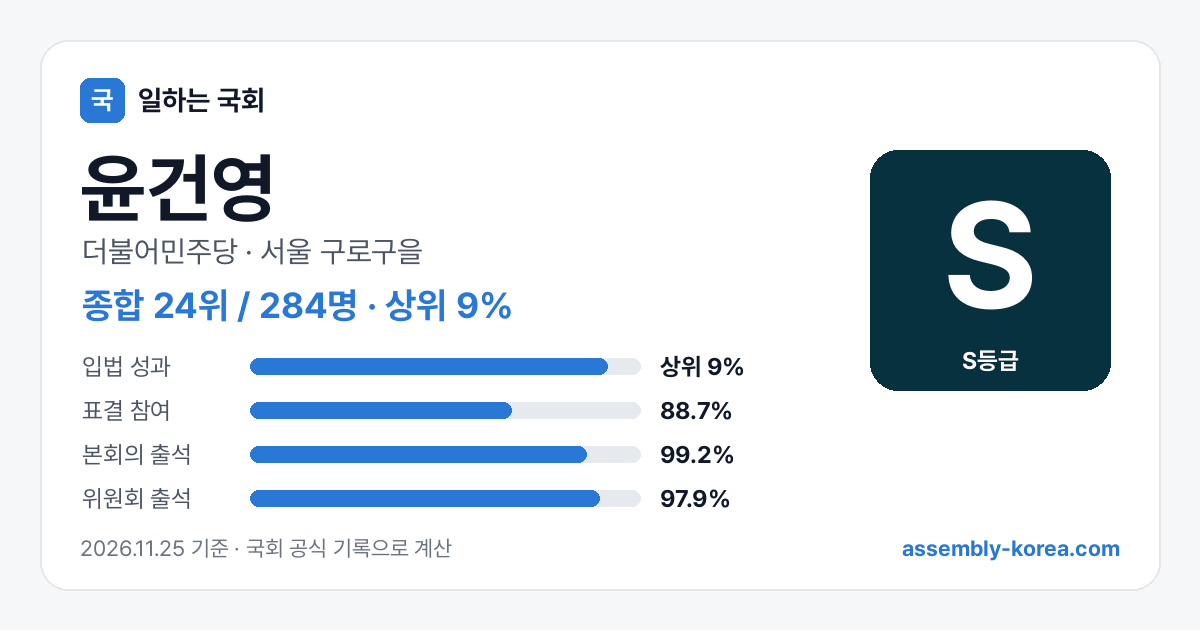 국 일하는 국회
윤건영
더불어민주당 · 서울 구로구을
종합 24위 / 284명 · 상위 9%
S
S등급
입법 성과 상위 9%
표결 참여 88.7%
본회의 출석 99.2%
위원회 출석 97.9%
2026.11.25 기준 · 국회 공식 기록으로 계산
assembly-korea.com